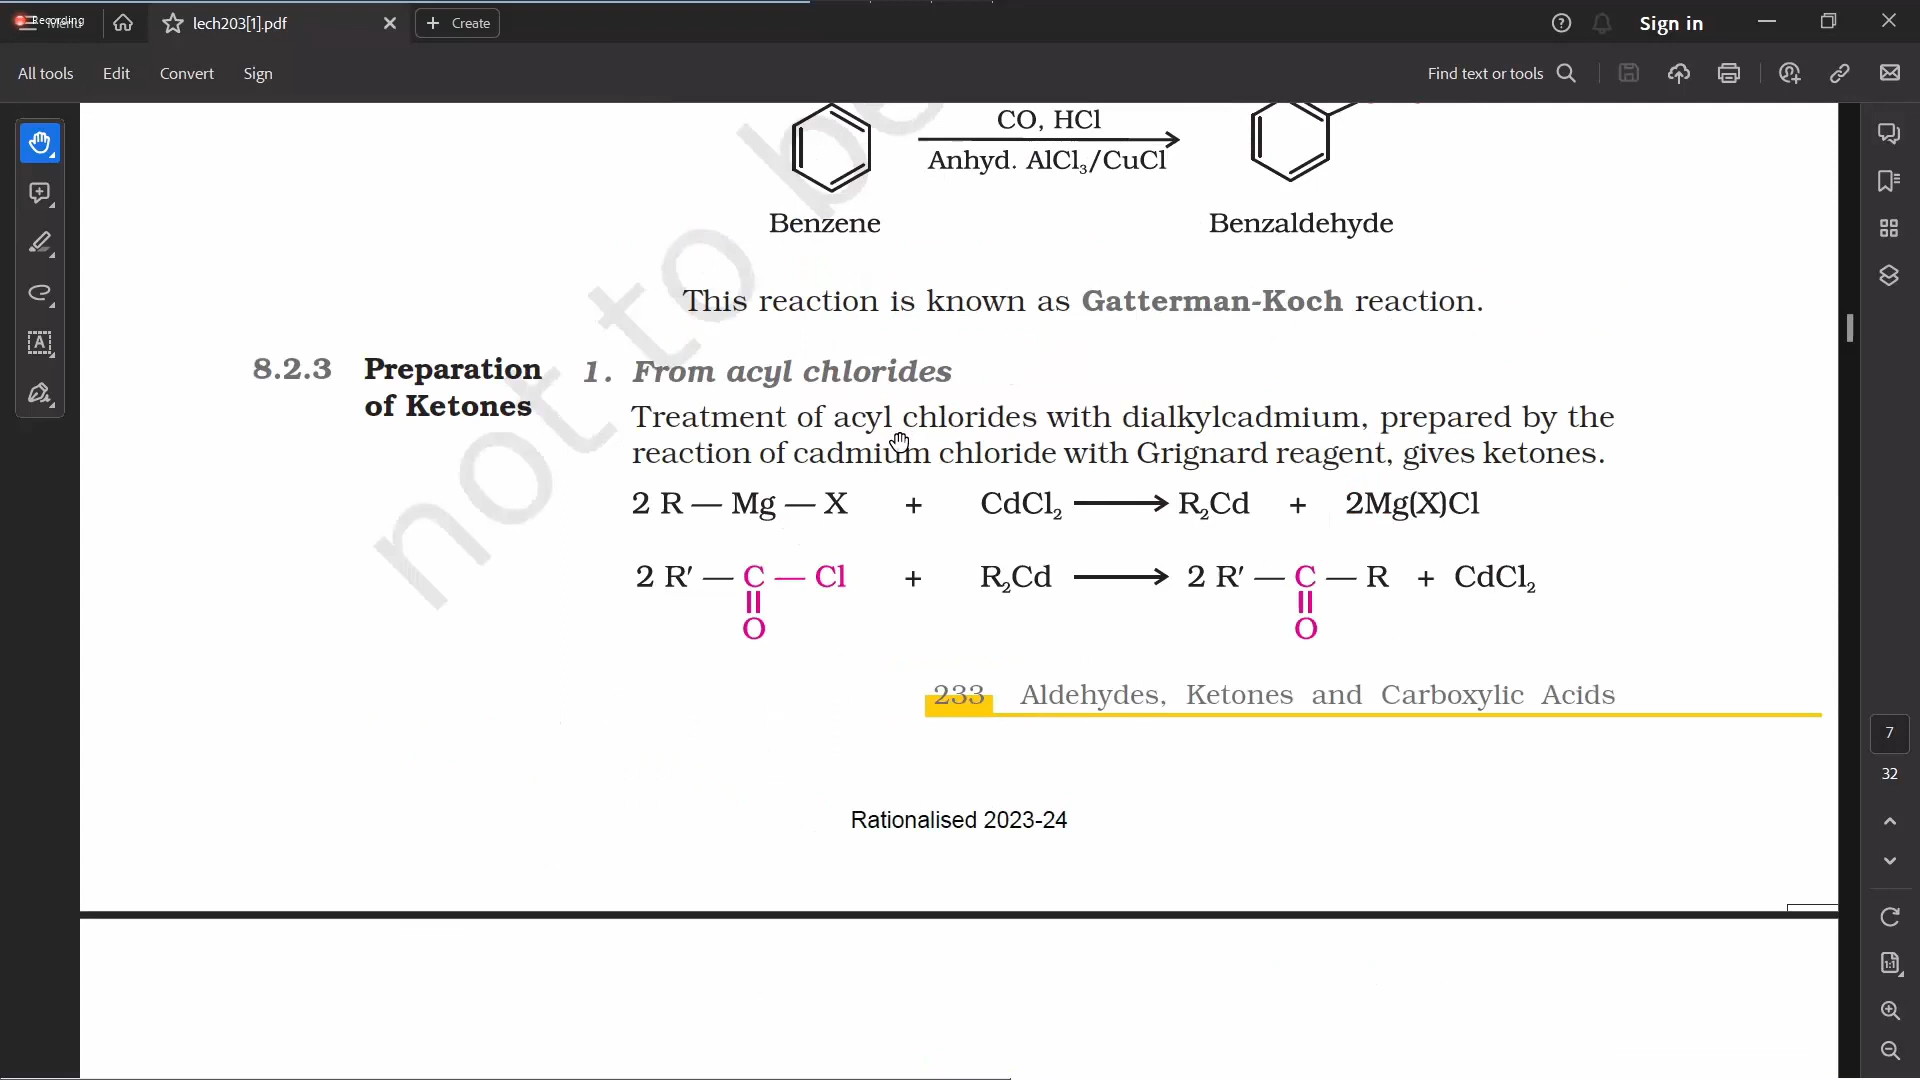 Recording
Menu
lech203[1].pdf
Create
Sign in
All tools Edit Convert Sign
Find text or tools
CO, HCl
Anhyd. AlCl₃/CuCl
Benzene Benzaldehyde
This reaction is known as Gatterman-Koch reaction.
8.2.3 Preparation of Ketones
1. From acyl chlorides
Treatment of acyl chlorides with dialkylcadmium, prepared by the
reaction of cadmium chloride with Grignard reagent, gives ketones.
2 R — Mg — X + CdCl₂ ⟶ R₂Cd + 2Mg(X)Cl
2 R′ — C — Cl + R₂Cd ⟶ 2 R′ — C — R + CdCl₂
|| ||
O O
233 Aldehydes, Ketones and Carboxylic Acids
Rationalised 2023-24
not to be
7
32